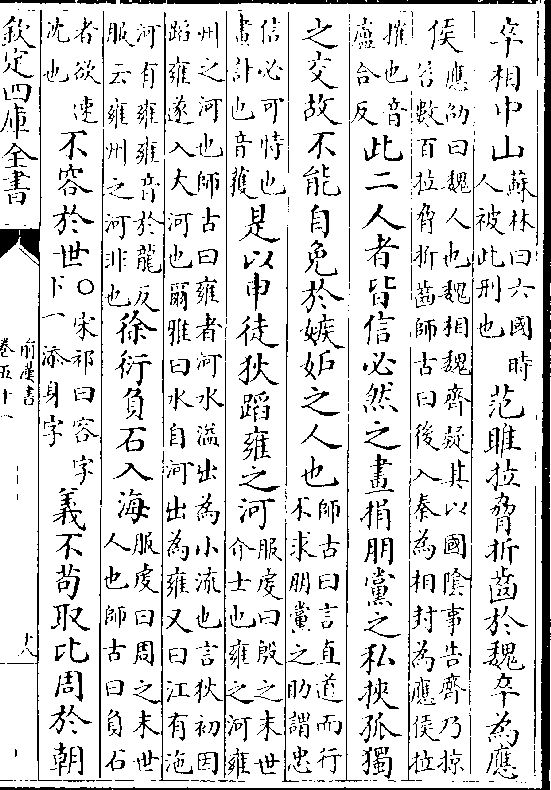 卒相中山蘇林曰六國時
人被此刑也范雎拉脅折齒於魏卒為應
侯應劭曰魏人也魏相魏齊疑其以國陰事告齊乃掠
笞數百拉脅折齒師古曰後入秦為相封為應侯拉
摧也音
盧合反此二人者皆信必然之畫捐朋黨之私挾孤獨
之交故不能自免於嫉妬之人也師古曰言直道而行
不求朋黨之助謂忠
信必可恃也
畫計也音獲是以申徒狄蹈雍之河服虔曰殷之末世
介士也雍之河雍
州之河也師古曰雍者河水溢出為小流也言狄初因
蹈雍遂入大河也爾雅曰水自河出為雍又曰江有沱
河有雍雍音於龍反
服云雍州之河非也徐衍負石入海服虔曰周之末世
人也師古曰負石
者欲速
沈也不容於世○宋祁曰容字
下一添身字義不苟取比周於朝
欽定四庫全書
前漢書
卷五十一
十八